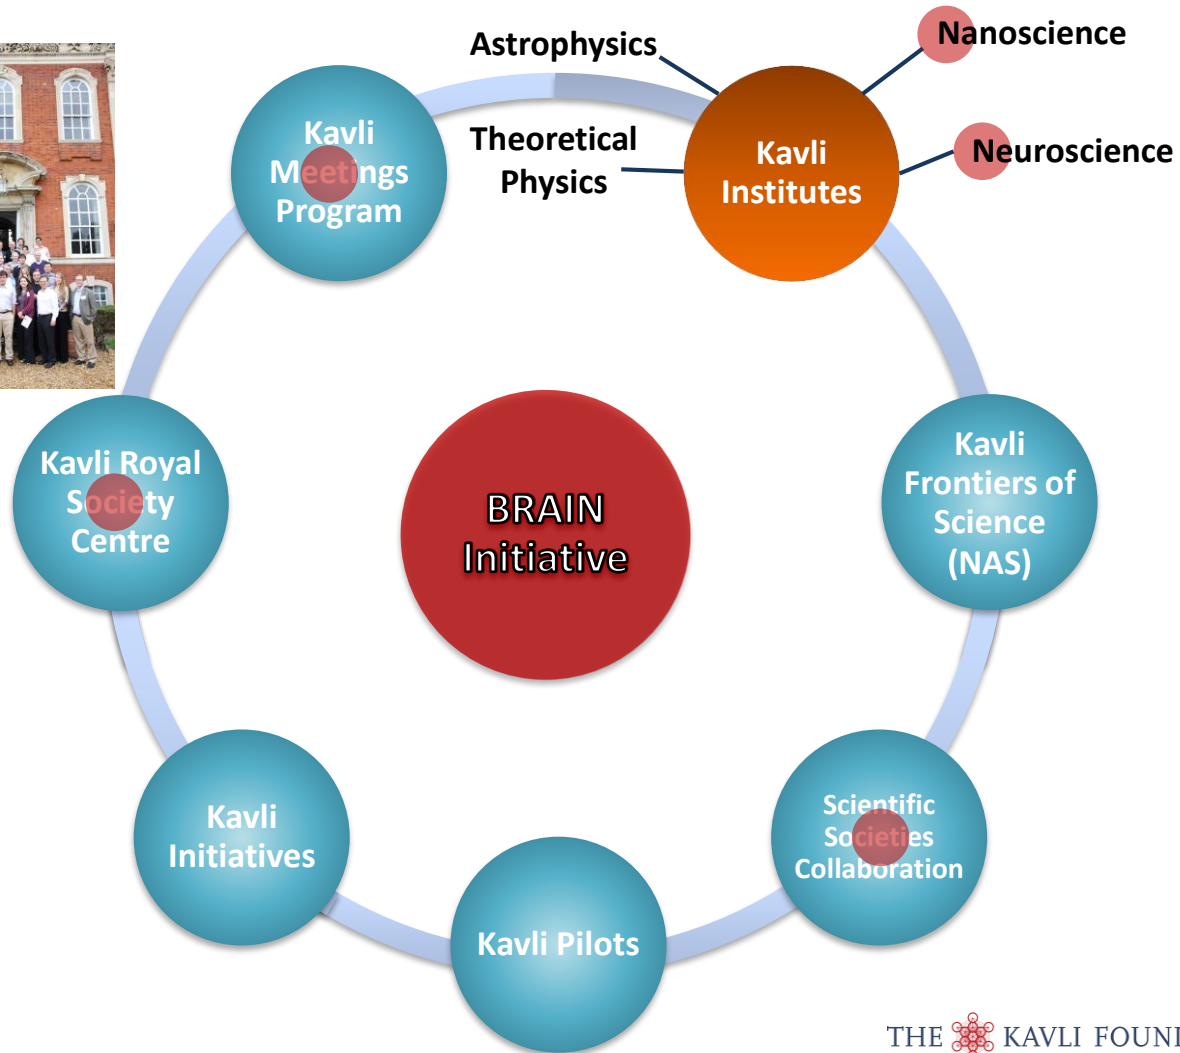 Astrophysics
Nanoscience
Theoretical
Physics
Neuroscience
Kavli
Institutes
Kavli
Meetings
Program
Kavli
Frontiers of
Science
(NAS)
Kavli Royal
Society
Centre
BRAIN
Initiative
Scientific
Societies
Collaboration
Kavli
Initiatives
Kavli Pilots
THE KAVLI FOUN